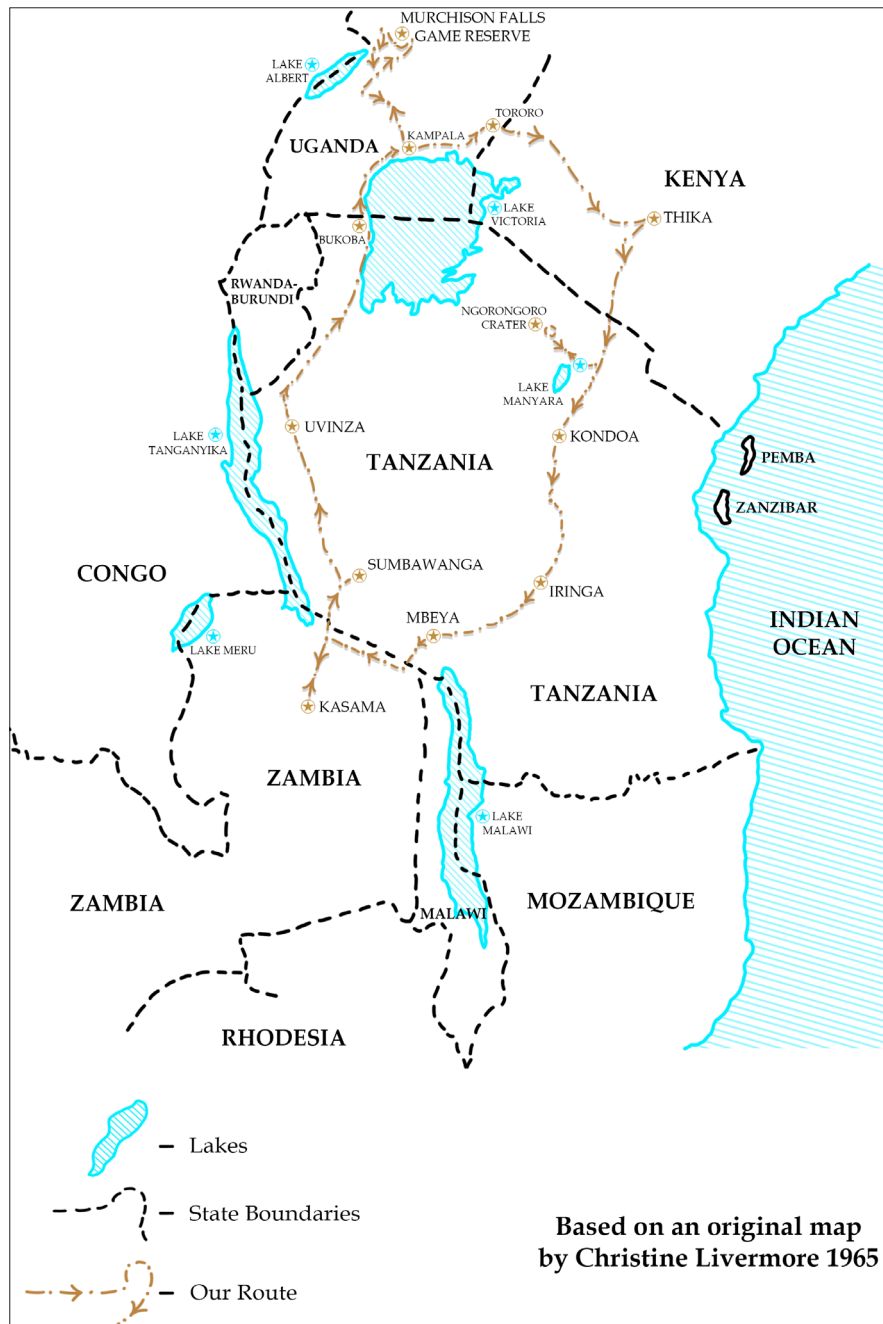 MURCHISON FALLS
GAME RESERVE
LAKE
ALBERT
TORORO
KAMPALA
UGANDA
KENYA
LAKE
VICTORIA
THIKA
BUKOBA
RWANDA-
BURUNDI
NGORONGORO
CRATER
LAKE
MANYARA
UVINZA
LAKE
TANGANYIKA
KONDOA
TANZANIA
PEMBA
ZANZIBAR
CONGO
SUMBAWANGA
IRINGA
MBEYA
INDIAN
OCEAN
LAKE MERU
TANZANIA
KASAMA
ZAMBIA
LAKE
MALAWI
ZAMBIA
MALAWI
MOZAMBIQUE
RHODESIA
– Lakes
– State Boundaries
– Our Route
Based on an original map
by Christine Livermore 1965